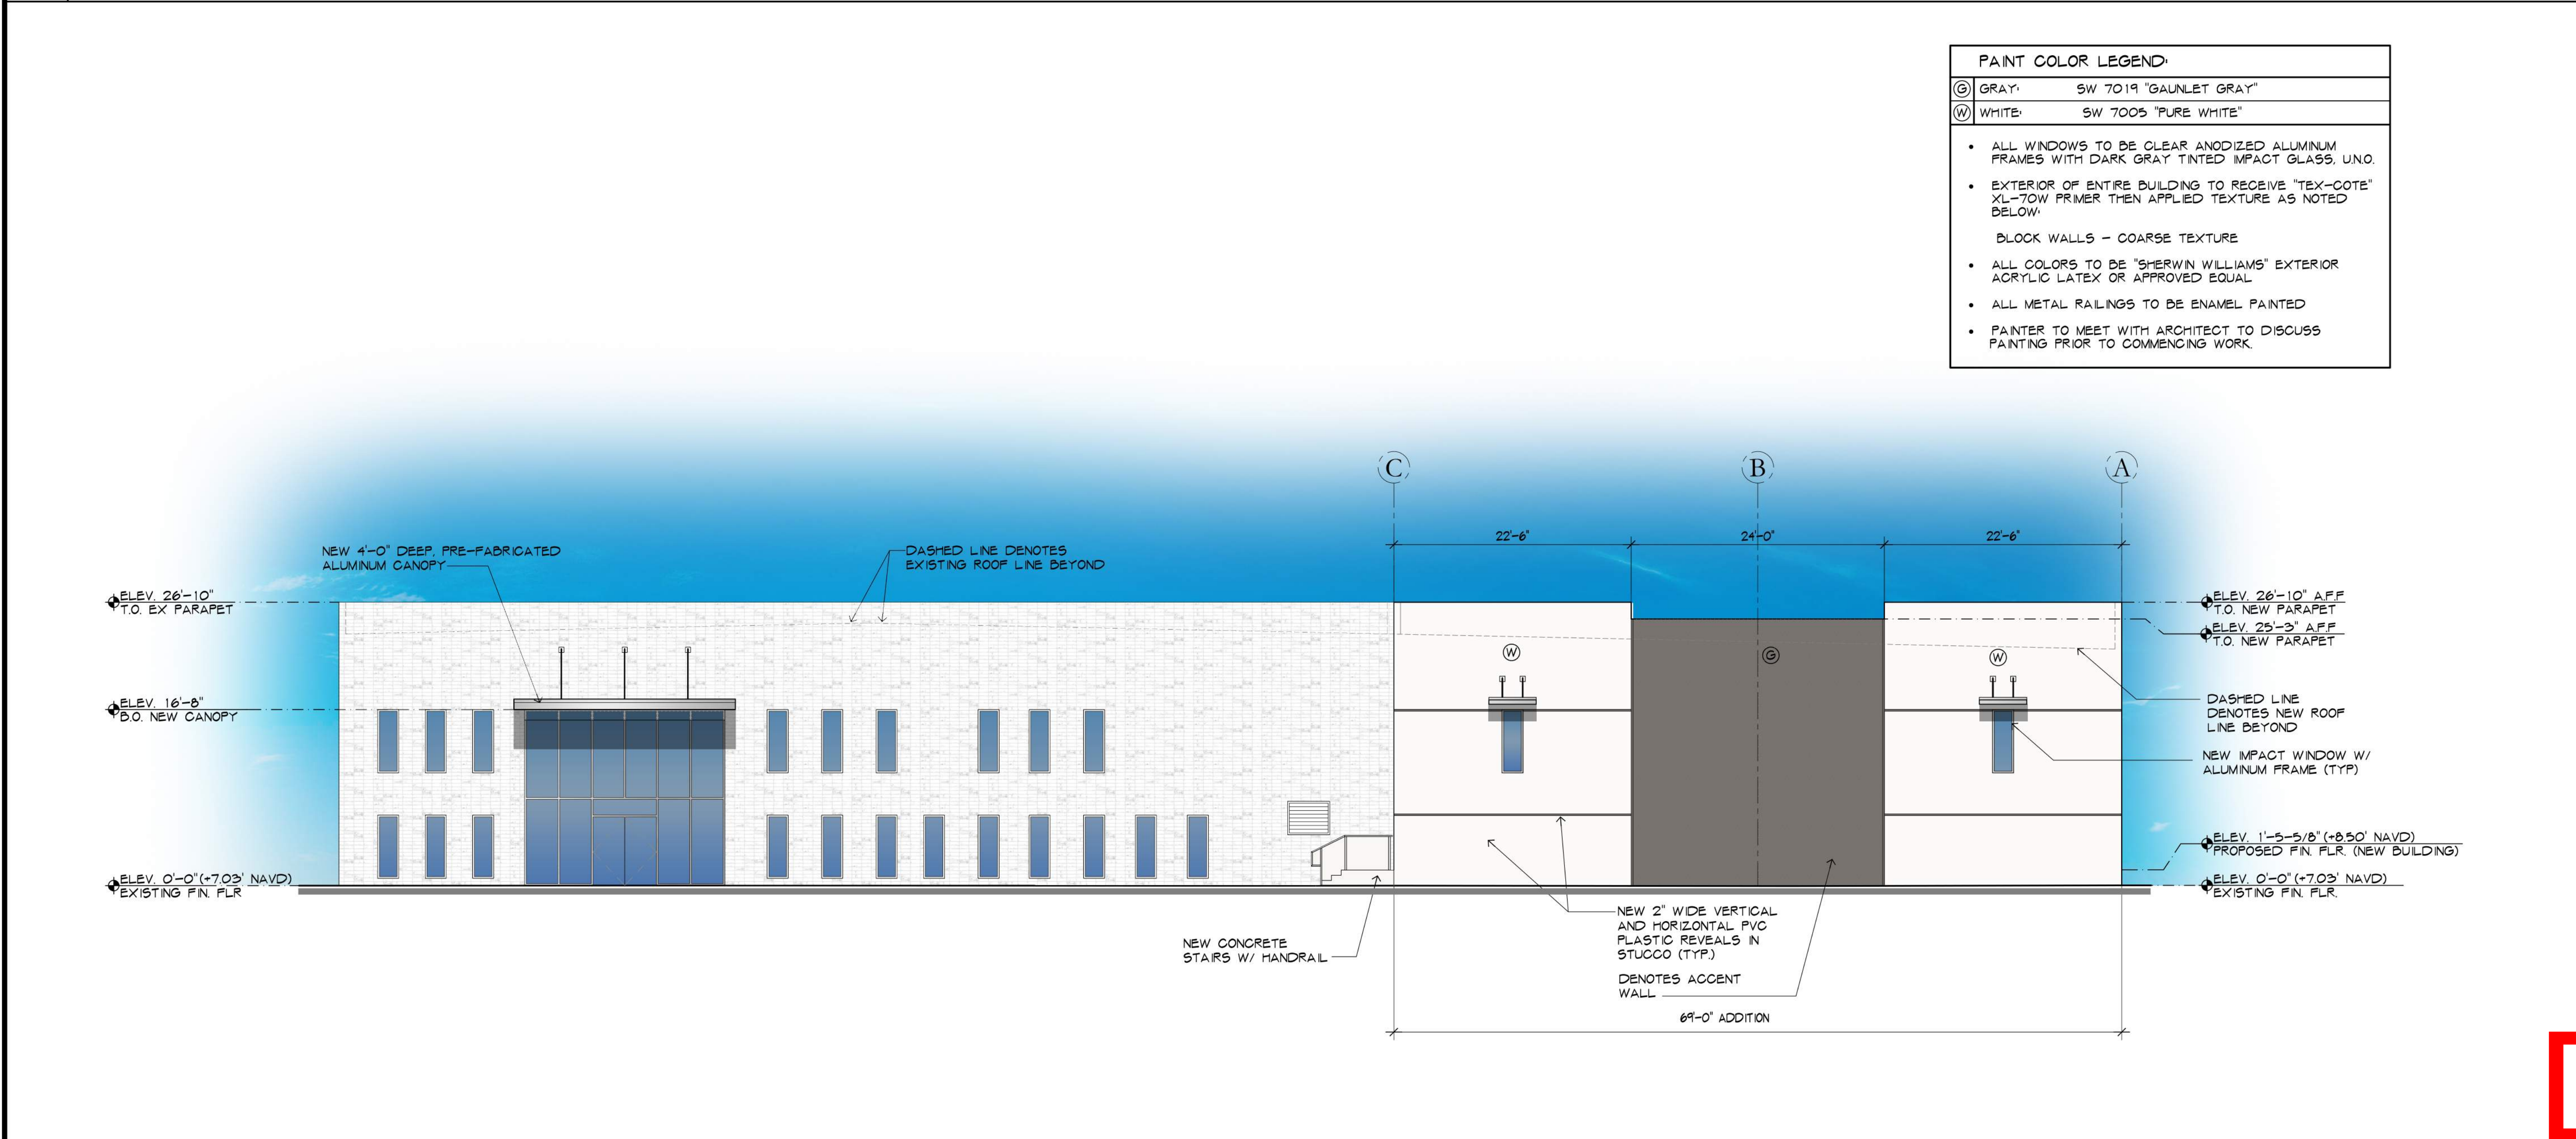 PAINT COLOR LEGEND:
G GRAY: SW 7019 "GAUNLET GRAY"
W WHITE: SW 7005 "PURE WHITE"
• ALL WINDOWS TO BE CLEAR ANODIZED ALUMINUM
FRAMES WITH DARK GRAY TINTED IMPACT GLASS, U.N.O.
• EXTERIOR OF ENTIRE BUILDING TO RECEIVE "TEX-COTE"
XL-70W PRIMER THEN APPLIED TEXTURE AS NOTED
BELOW:
BLOCK WALLS - COARSE TEXTURE
• ALL COLORS TO BE "SHERWIN WILLIAMS" EXTERIOR
ACRYLIC LATEX OR APPROVED EQUAL
• ALL METAL RAILINGS TO BE ENAMEL PAINTED
• PAINTER TO MEET WITH ARCHITECT TO DISCUSS
PAINTING PRIOR TO COMMENCING WORK.
C
B
A
22'-6"
24'-0"
22'-6"
NEW 4'-0" DEEP, PRE-FABRICATED
ALUMINUM CANOPY
DASHED LINE DENOTES
EXISTING ROOF LINE BEYOND
ELEV. 26'-10"
T.O. EX PARAPET
ELEV. 16'-8"
B.O. NEW CANOPY
ELEV. 0'-0" (+7.03' NAVD)
EXISTING FIN. FLR
W
G
W
ELEV. 26'-10" A.F.F
T.O. NEW PARAPET
ELEV. 25'-3" A.F.F
T.O. NEW PARAPET
DASHED LINE
DENOTES NEW ROOF
LINE BEYOND
NEW IMPACT WINDOW W/
ALUMINUM FRAME (TYP)
ELEV. 1'-5-5/8" (+8.50' NAVD)
PROPOSED FIN. FLR. (NEW BUILDING)
ELEV. 0'-0" (+7.03' NAVD)
EXISTING FIN. FLR.
NEW CONCRETE
STAIRS W/ HANDRAIL
NEW 2" WIDE VERTICAL
AND HORIZONTAL PVC
PLASTIC REVEALS IN
STUCCO (TYP.)
DENOTES ACCENT
WALL
69'-0" ADDITION